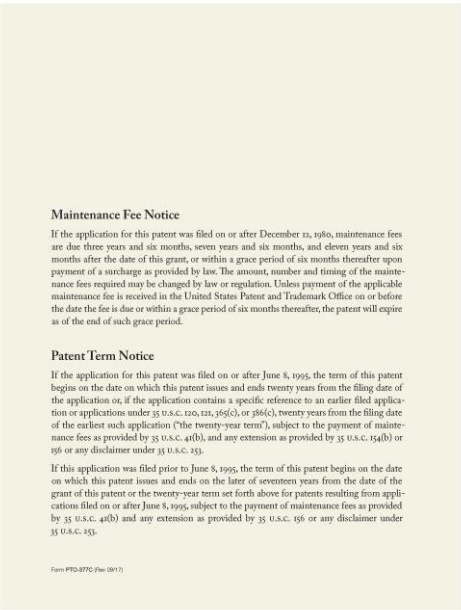 Maintenance Fee Notice
If the application for this patent was filed on or after December 12, 1980, maintenance fees
are due three years and six months, seven years and six months, and eleven years and six
months after the date of this grant, or within a grace period of six months thereafter upon
payment of a surcharge as provided by law. The amount, number and timing of the mainte-
nance fees required may be changed by law or regulation. Unless payment of the applicable
maintenance fee is received in the United States Patent and Trademark Office on or before
the date the fee is due or within a grace period of six months thereafter, the patent will expire
as of the end of such grace period.
Patent Term Notice
If the application for this patent was filed on or after June 8, 1995, the term of this patent
begins on the date on which this patent issues and ends twenty years from the filing date of
the application or, if the application contains a specific reference to an earlier filed applica-
tion or applications under 35 U.S.C. 120, 121, 365(c), or 386(c), twenty years from the filing date
of the earliest such application (“the twenty-year term”), subject to the payment of mainte-
nance fees as provided by 35 U.S.C. 41(b), and any extension as provided by 35 U.S.C. 154(b) or
156 or any disclaimer under 35 U.S.C. 253.
If this application was filed prior to June 8, 1995, the term of this patent begins on the date
on which this patent issues and ends on the later of seventeen years from the date of the
grant of this patent or the twenty-year term set forth above for patents resulting from appli-
cations filed on or after June 8, 1995, subject to the payment of maintenance fees as provided
by 35 U.S.C. 41(b) and any extension as provided by 35 U.S.C. 156 or any disclaimer under
35 U.S.C. 253.
Form PTO-377C (Rev 09/17)